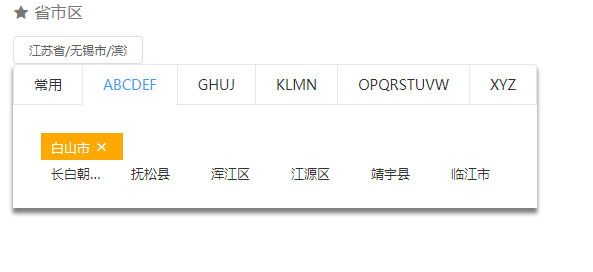 省市区
江苏省/无锡市/滨
常用 ABCDEF GHIJ KLMN OPQRSTUVW XYZ
白山市 ×
长白朝... 抚松县 浑江区 江源区 靖宇县 临江市